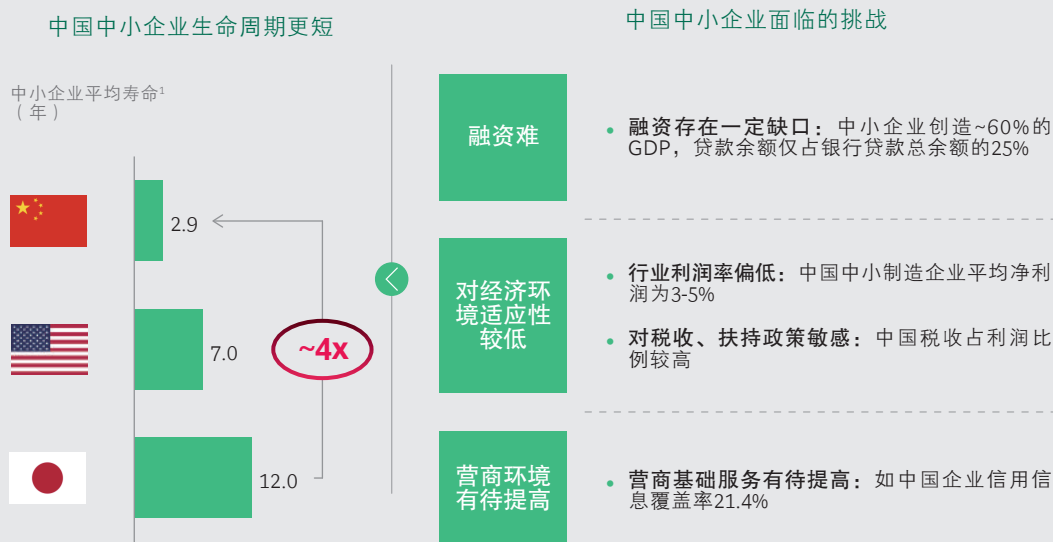 中国中小企业生命周期更短
中小企业平均寿命¹
（年）
2.9
7.0
~4x
12.0
中国中小企业面临的挑战
融资难
• 融资存在一定缺口：中小企业创造~60%的
GDP，贷款余额仅占银行贷款总余额的25%
对经济环
境适应性
较低
• 行业利润率偏低：中国中小制造企业平均净利
润为3-5%
• 对税收、扶持政策敏感：中国税收占利润比
例较高
营商环境
有待提高
• 营商基础服务有待提高：如中国企业信用信
息覆盖率21.4%